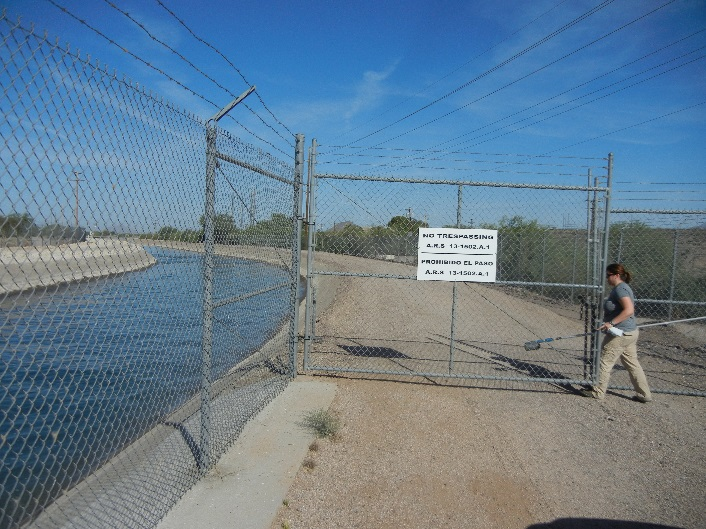 NO TRESPASSING
A.R.S 13-1502.A.1
PROHIBIDO EL PASO
A.R.S 13-1502.A.1